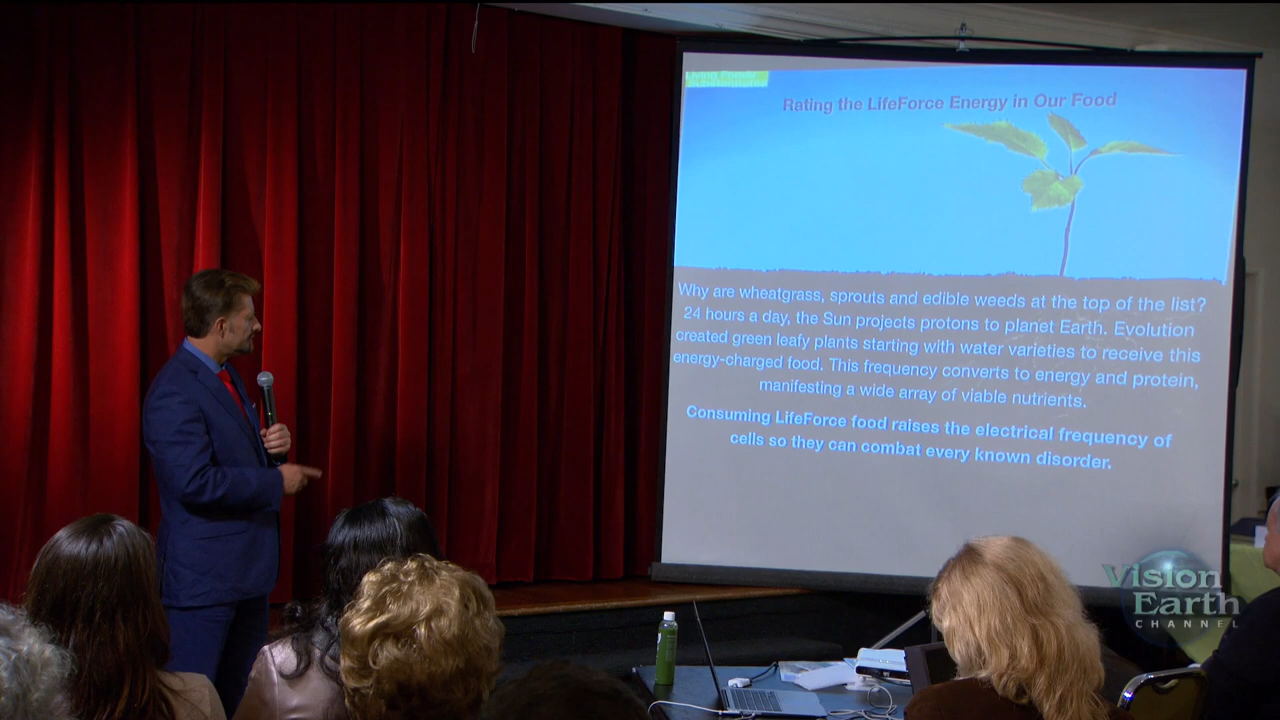 Rating the LifeForce Energy in Our Food
Why are wheatgrass, sprouts and edible weeds at the top of the list?
24 hours a day, the Sun projects protons to planet Earth. Evolution
created green leafy plants starting with water varieties to receive this
energy-charged food. This frequency converts to energy and protein,
manifesting a wide array of viable nutrients.
Consuming LifeForce food raises the electrical frequency of
cells so they can combat every known disorder.
Vision
Earth
CHANNEL